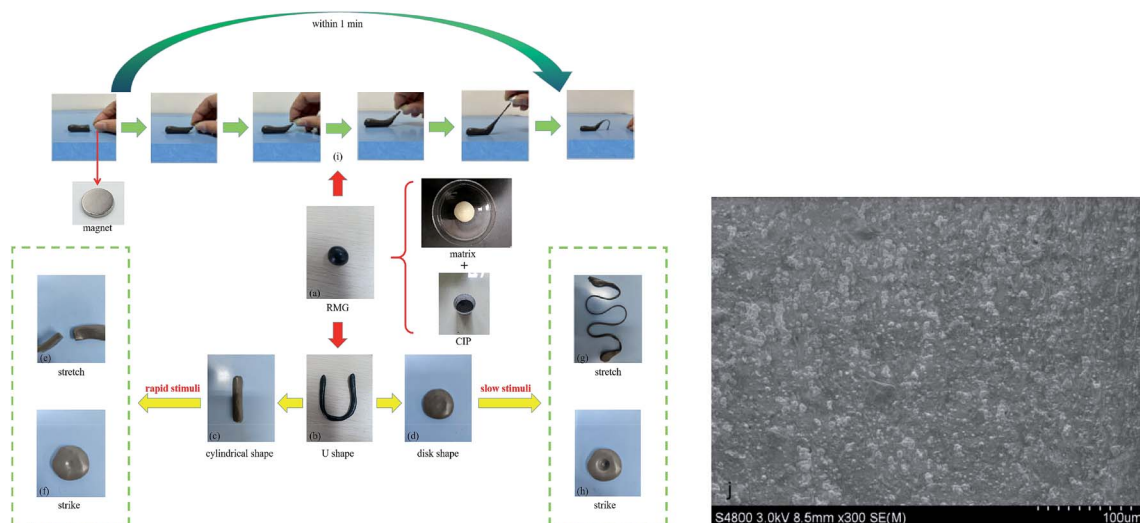 within 1 min
(i)
magnet
matrix
+
CIP
(a)
RMG
(e)
stretch
(g)
stretch
rapid stimuli
slow stimuli
(c)
(b)
(d)
cylindrical shape
U shape
disk shape
(f)
strike
(h)
strike
j
S4800 3.0kV 8.5mm x300 SE(M)
100um